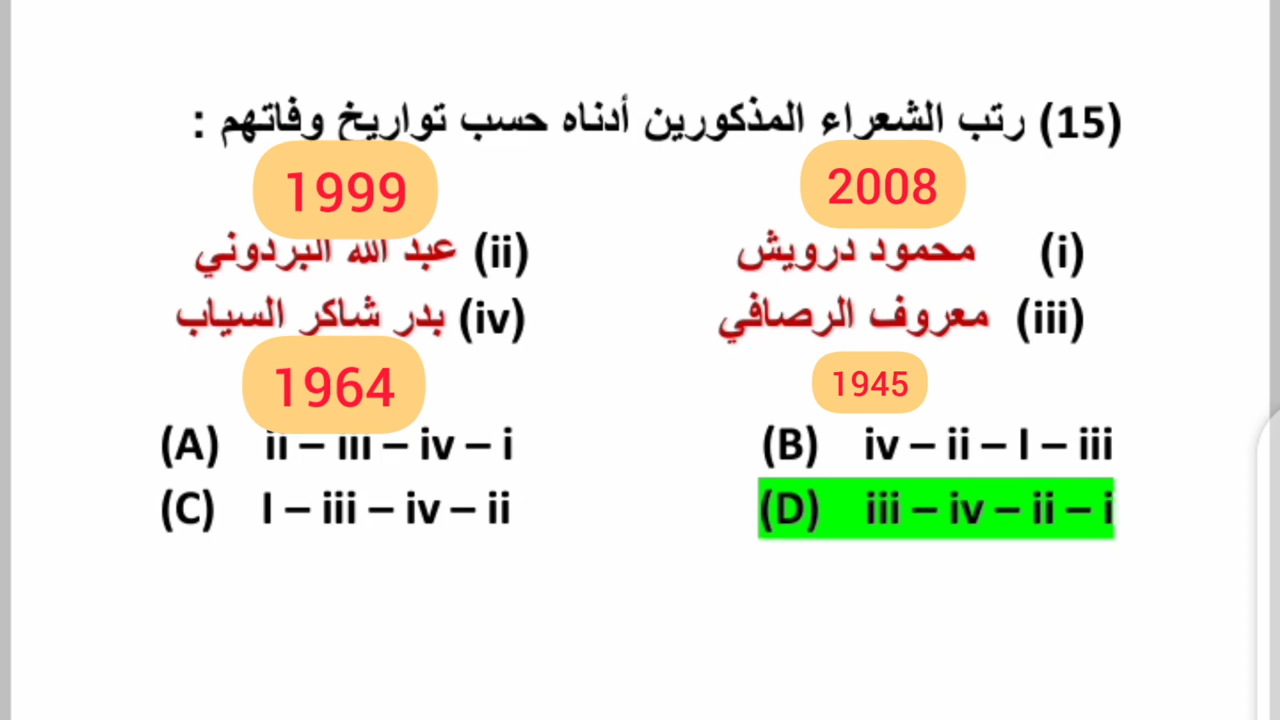 (15) رتب الشعراء المذكورين أدناه حسب تواريخ وفاتهم :
2008 1999
(i) محمود درويش (ii) عبد الله البردوني
(iii) معروف الرصافي (iv) بدر شاكر السياب
1945 1964
(A) ii – iii – iv – i (B) iv – ii – I – iii
(C) I – iii – iv – ii (D) iii – iv – ii – i